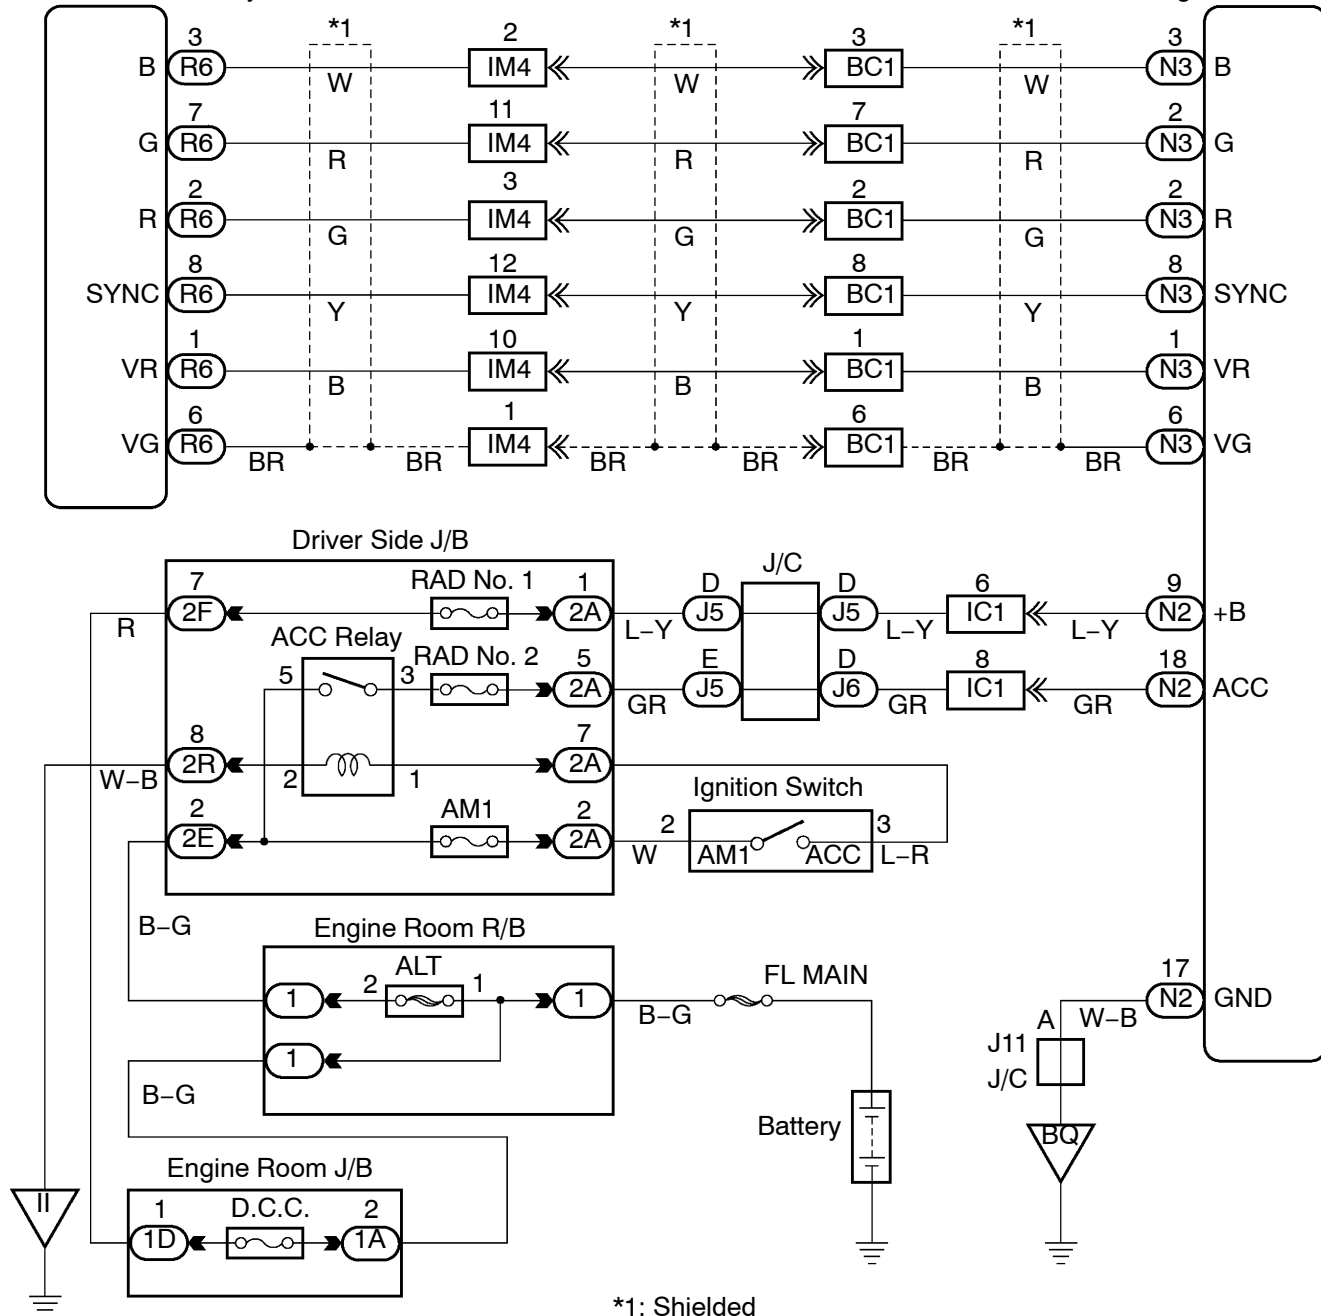 *1 *1 *1
3 2 3 3
B R6 IM4 BC1 N3 B
W W W
7 11 7 2
G R6 IM4 BC1 N3 G
R R R
2 3 2 2
R R6 IM4 BC1 N3 R
G G G
8 12 8 8
SYNC R6 IM4 BC1 N3 SYNC
Y Y Y
1 10 1 1
VR R6 IM4 BC1 N3 VR
B B B
6 1 6 6
VG R6 IM4 BC1 N3 VG
BR BR BR BR BR BR
Driver Side J/B
J/C
7 RAD No. 1 1 D D 6 9
2F 2A J5 J5 IC1 N2 +B
R L-Y L-Y L-Y
ACC Relay
RAD No. 2 5 E D 8 18
5 3 2A J5 J6 IC1 N2 ACC
GR GR GR
8 7
2R 2A
W-B 2 1
Ignition Switch
2 AM1 2 2 3
2E 2A
W AM1 ACC L-R
B-G
Engine Room R/B
ALT
FL MAIN
17
1 2 1 1 N2 GND
B-G A W-B
J11
J/C
1
B-G
Battery
BQ
Engine Room J/B
II
1 D.C.C. 2
1D 1A
*1: Shielded